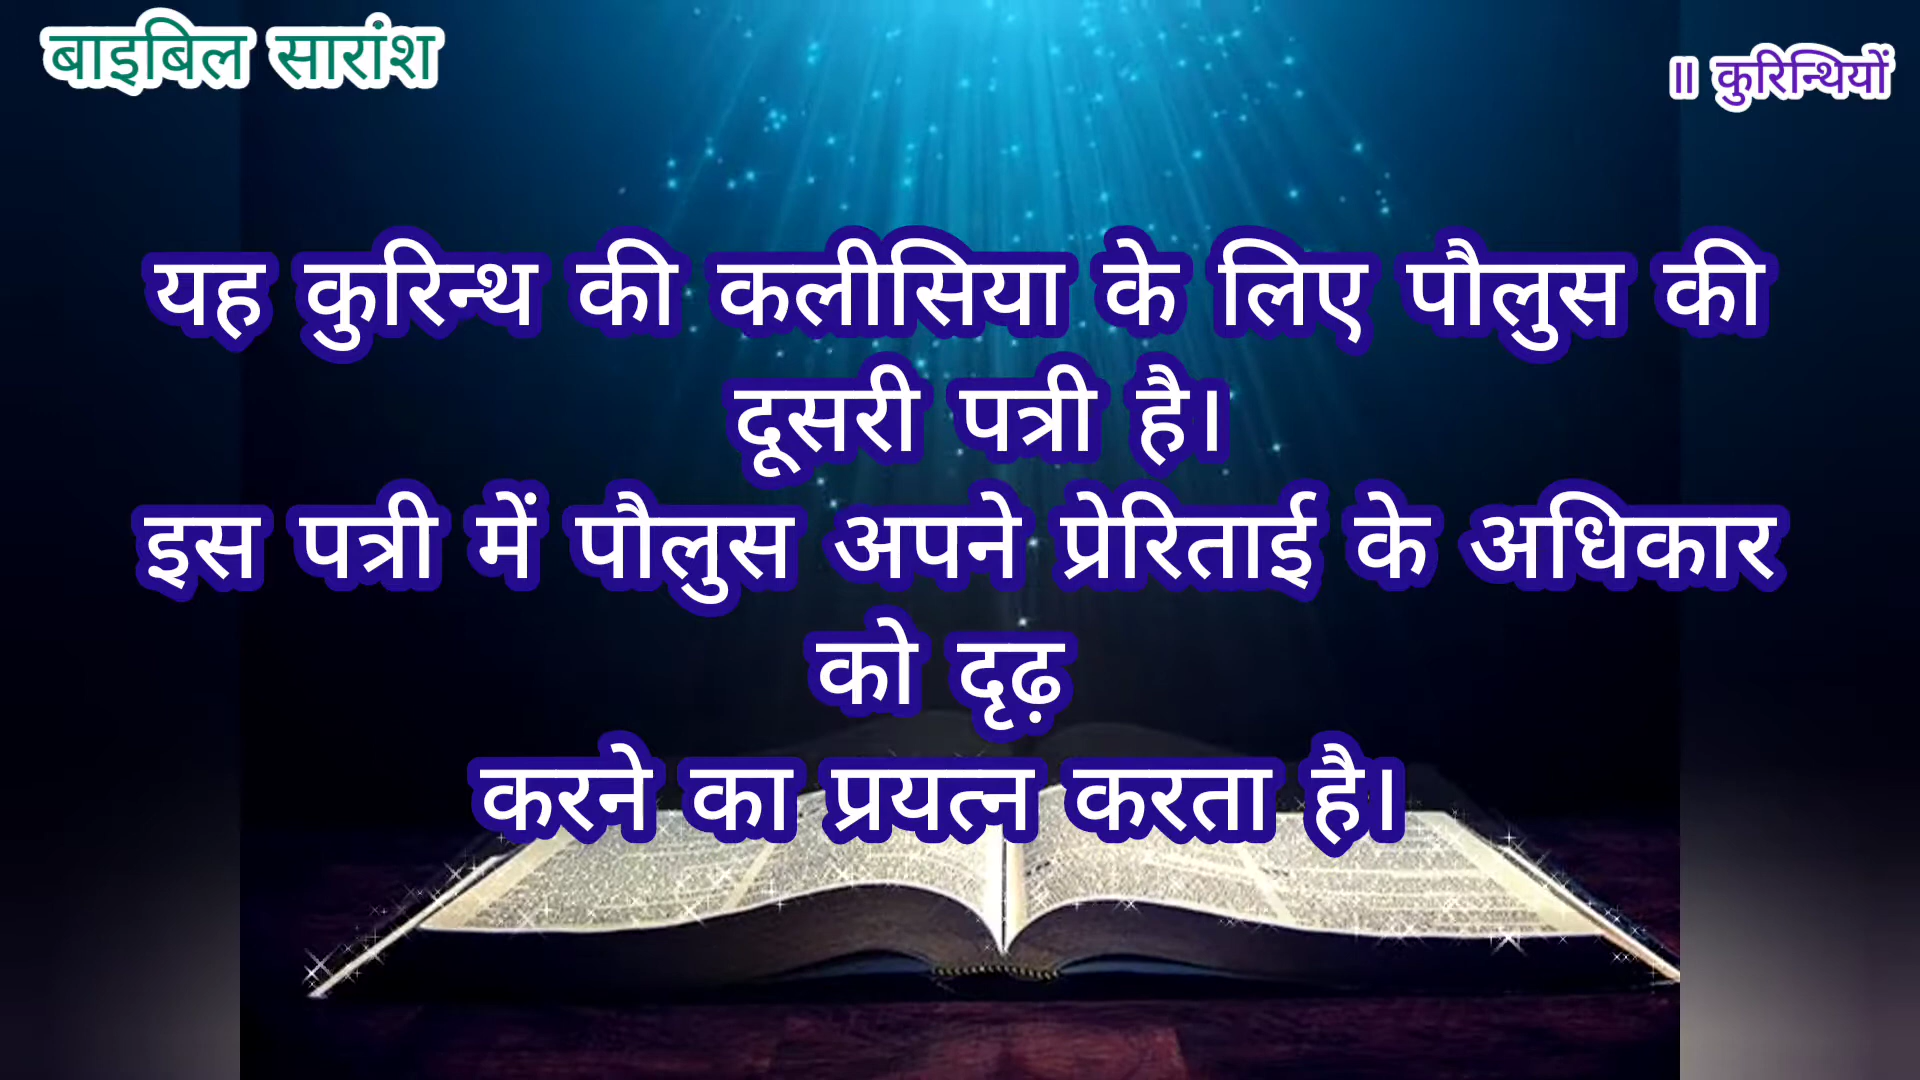 बाइबिल सारांश
II कुरिन्थियों
यह कुरिन्थ की कलीसिया के लिए पौलुस की
दूसरी पत्री है।
इस पत्री में पौलुस अपने प्रेरिताई के अधिकार
को दृढ़
करने का प्रयत्न करता है।